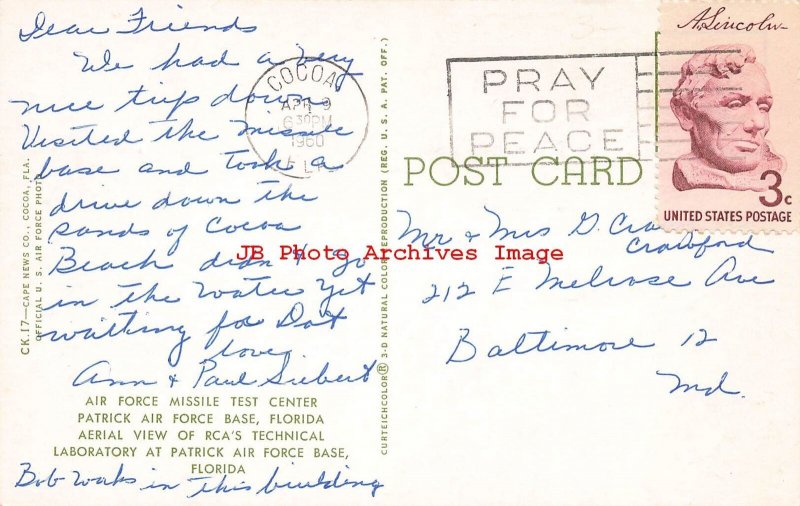 Dear Friends
We had a very
nice trip down
Visited the missile
base and took a
drive down the
sands of Cocoa
Beach didn't go
in the water yet
waiting for Dot
love
Ann & Paul Siebert
AIR FORCE MISSILE TEST CENTER
PATRICK AIR FORCE BASE, FLORIDA
AERIAL VIEW OF RCA'S TECHNICAL
LABORATORY AT PATRICK AIR FORCE BASE,
FLORIDA
Bob works in this building
CK.17—CAPE NEWS CO., COCOA, FLA.
OFFICIAL U. S. AIR FORCE PHOTO
COCOA
APR 9
630PM
1960
FLA
CURTEICHCOLOR® 3-D NATURAL COLOR REPRODUCTION (REG. U. S. A. PAT. OFF.)
PRAY
FOR
PEACE
POST CARD
A. Lincoln
3c
UNITED STATES POSTAGE
Mr & Mrs G.
Crawford
212 E Melrose Ave
Baltimore 12
Md.
JB Photo Archives Image